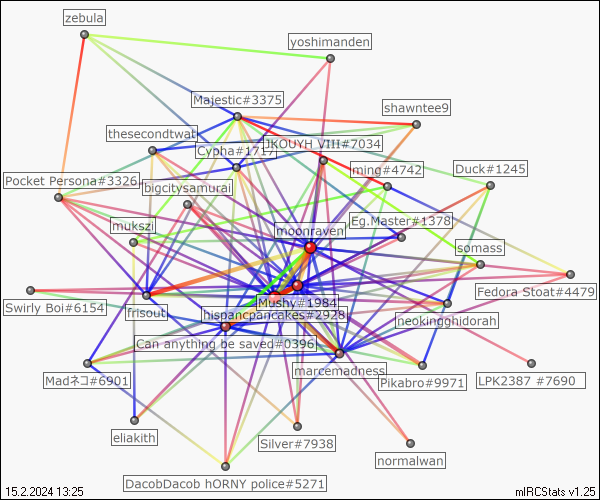 zebula
yoshimanden
Majestic#3375
shawntee9
thesecondtwat
Cypha#1717
JKOUYH VIII#7034
ming#4742
Duck#1245
Pocket Persona#3326
bigcitysamurai
mukszi
Eg.Master#1378
moonraven
somass
Fedora Stoat#4479
Swirly Boi#6154
frisout
Mushy#1984
hispancpancakes#2928
neokingghidorah
Can anything be saved#0396
marcemadness
Madネコ#6901
Pikabro#9971
LPK2387 #7690
eliakith
Silver#7938
normalwan
DacobDacob hORNY police#5271
15.2.2024 13:25
mIRCStats v1.25